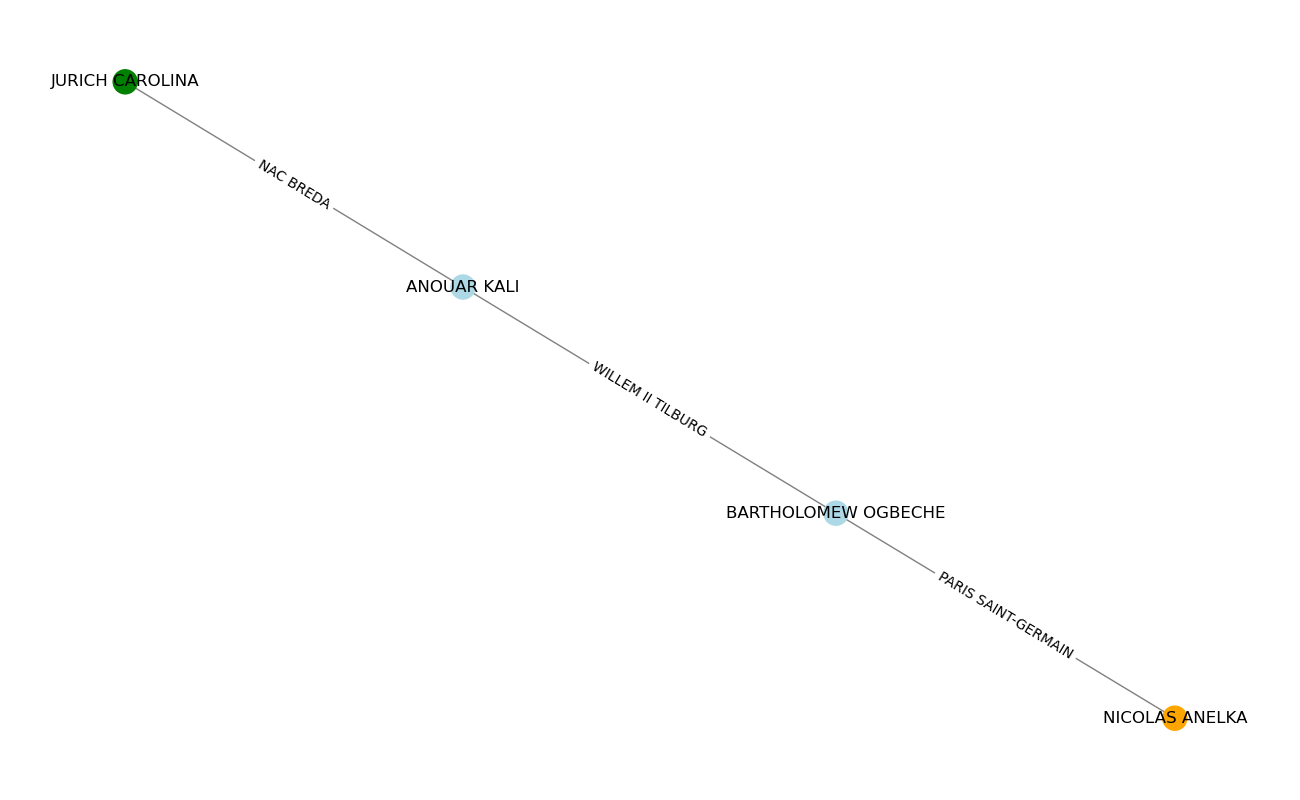 JURICH CAROLINA
NAC BREDA
ANOUAR KALI
WILLEM II TILBURG
BARTHOLOMEW OGBECHE
PARIS SAINT-GERMAIN
NICOLAS ANELKA